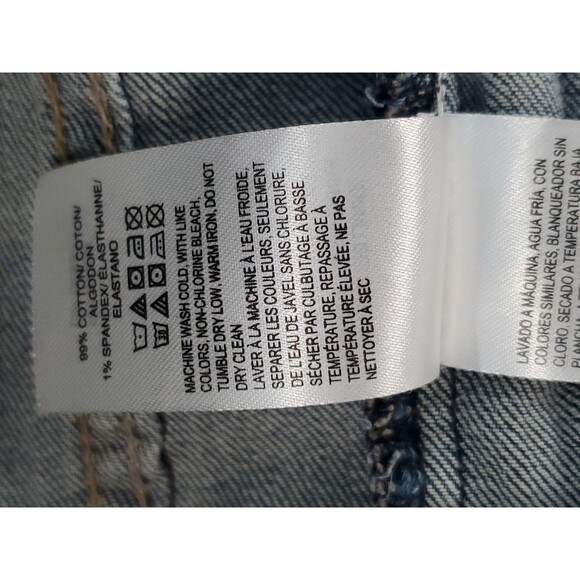 99% COTTON/ COTON/
ALGODON
1% SPANDEX/ ÉLASTHANNE/
ELASTANO
MACHINE WASH COLD, WITH LIKE
COLORS, NON-CHLORINE BLEACH,
TUMBLE DRY LOW, WARM IRON, DO NOT
DRY CLEAN
LAVER À LA MACHINE À L'EAU FROIDE,
SEPARER LES COULEURS, SEULEMENT
DE L'EAU DE JAVEL SANS CHLORURE,
SÉCHER PAR CULBUTAGE À BASSE
TEMPÉRATURE, REPASSAGE À
TEMPÉRATURE ÉLEVÉE, NE PAS
NETTOYER À SEC
LAVADO A MÁQUINA, AGUA FRÍA, CON
COLORES SIMILARES, BLANQUEADOR SIN
CLORO, SECADO A TEMPERATURA BAJA,